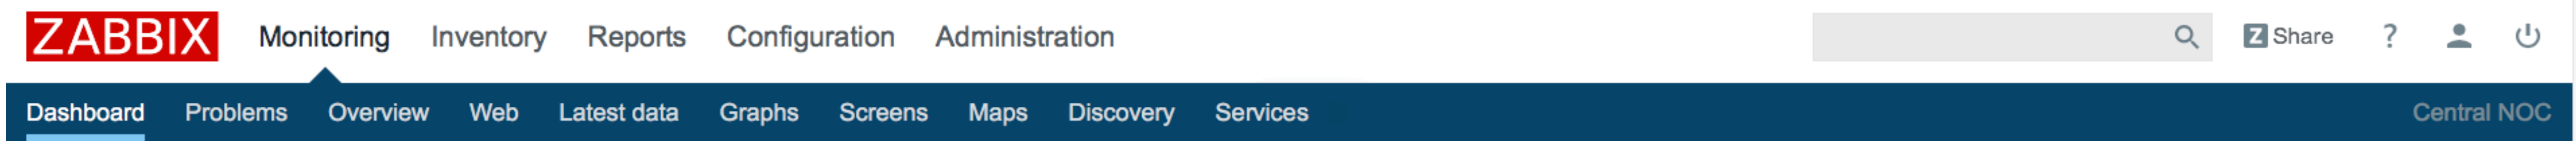 ZABBIX Monitoring Inventory Reports Configuration Administration Z Share ?
Dashboard Problems Overview Web Latest data Graphs Screens Maps Discovery Services Central NOC